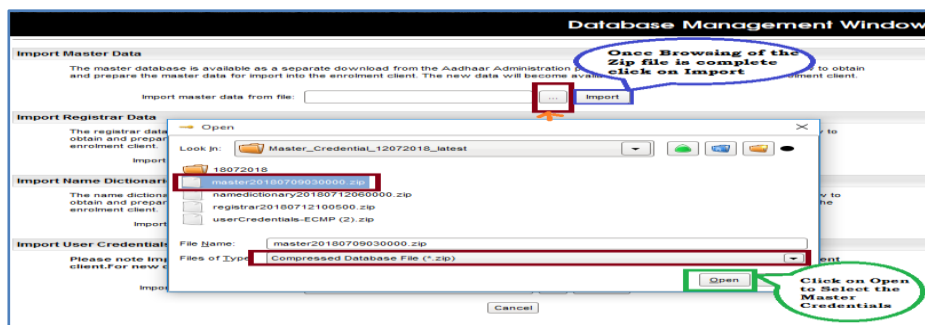 Database Management Window
Import Master Data
Once Browsing of the
Zip file is complete
click on Import
The master database is available as a separate download from the Aadhaar Administration p
to obtain
and prepare the master data for import into the enrolment client. The new data will become avail
ment client.
Import master data from file:
...
Import
Import Registrar Data
The registrar data
to
obtain and prepar
enrolment client.
Import
Open
Look In:
Master_Credential_12072018_latest
18072018
master20180709030000.zip
namedictionary20180712060000.zip
registrar20180712100500.zip
userCredentials-ECMP (2).zip
File Name:
master20180709030000.zip
Files of Type
Compressed Database File (*.zip)
Open
Import Name Dictionari
The name dictiona
to
obtain and prepar
the
enrolment client.
Import
Import User Credentials
Please note Imp
ent
client.For new c
Impor
Click on Open
to Select the
Master
Credentials
Cancel